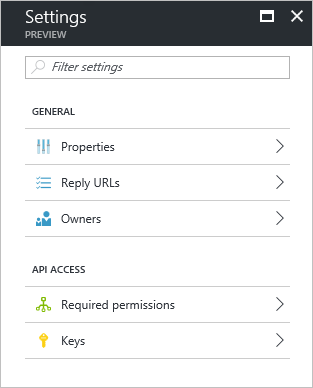 Settings
PREVIEW
Filter settings
GENERAL
Properties
Reply URLs
Owners
API ACCESS
Required permissions
Keys